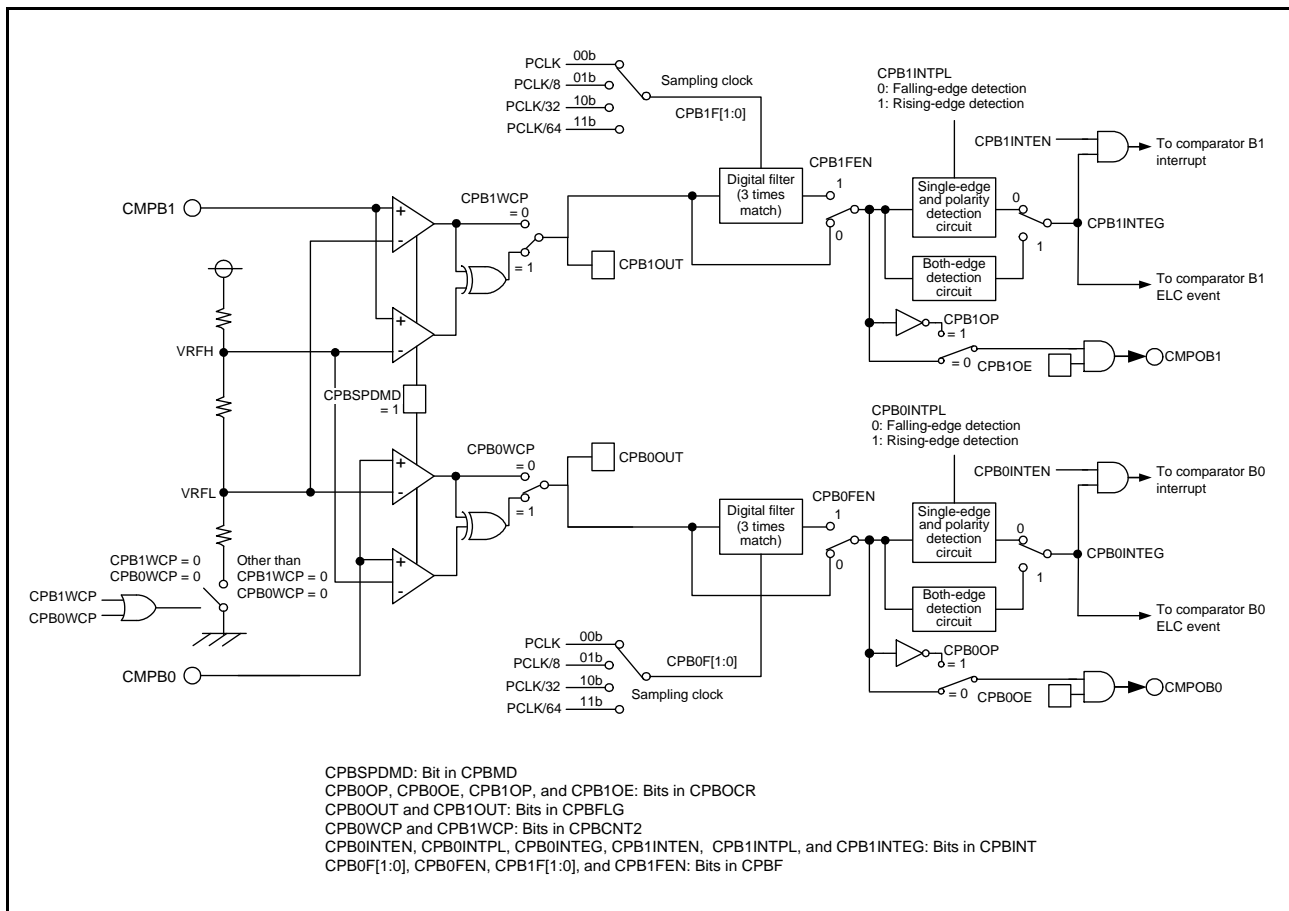 PCLK 00b
PCLK/8 01b
PCLK/32 10b
PCLK/64 11b
Sampling clock
CPB1F[1:0]
CPB1INTPL
0: Falling-edge detection
1: Rising-edge detection
CMPB1
+
-
+
-
CPB1WCP
= 0
= 1
CPB1OUT
Digital filter
(3 times
match)
CPB1FEN
1
0
Single-edge
and polarity
detection
circuit
Both-edge
detection
circuit
0
1
CPB1INTEN
CPB1INTEG
To comparator B1
interrupt
To comparator B1
ELC event
CPB1OP
= 1
= 0
CPB1OE
CMPOB1
VRFH
CPBSPDMD
= 1
VRFL
CPB1WCP = 0
CPB0WCP = 0
Other than
CPB1WCP = 0
CPB0WCP = 0
CPB1WCP
CPB0WCP
CMPB0
+
-
+
-
CPB0WCP
= 0
= 1
CPB0OUT
CPB0INTPL
0: Falling-edge detection
1: Rising-edge detection
Digital filter
(3 times
match)
CPB0FEN
1
0
Single-edge
and polarity
detection
circuit
Both-edge
detection
circuit
0
1
CPB0INTEN
CPB0INTEG
To comparator B0
interrupt
To comparator B0
ELC event
CPB0OP
= 1
= 0
CPB0OE
CMPOB0
PCLK 00b
PCLK/8 01b
PCLK/32 10b
PCLK/64 11b
CPB0F[1:0]
Sampling clock
CPBSPDMD: Bit in CPBMD
CPB0OP, CPB0OE, CPB1OP, and CPB1OE: Bits in CPBOCR
CPB0OUT and CPB1OUT: Bits in CPBFLG
CPB0WCP and CPB1WCP: Bits in CPBCNT2
CPB0INTEN, CPB0INTPL, CPB0INTEG, CPB1INTEN, CPB1INTPL, and CPB1INTEG: Bits in CPBINT
CPB0F[1:0], CPB0FEN, CPB1F[1:0], and CPB1FEN: Bits in CPBF